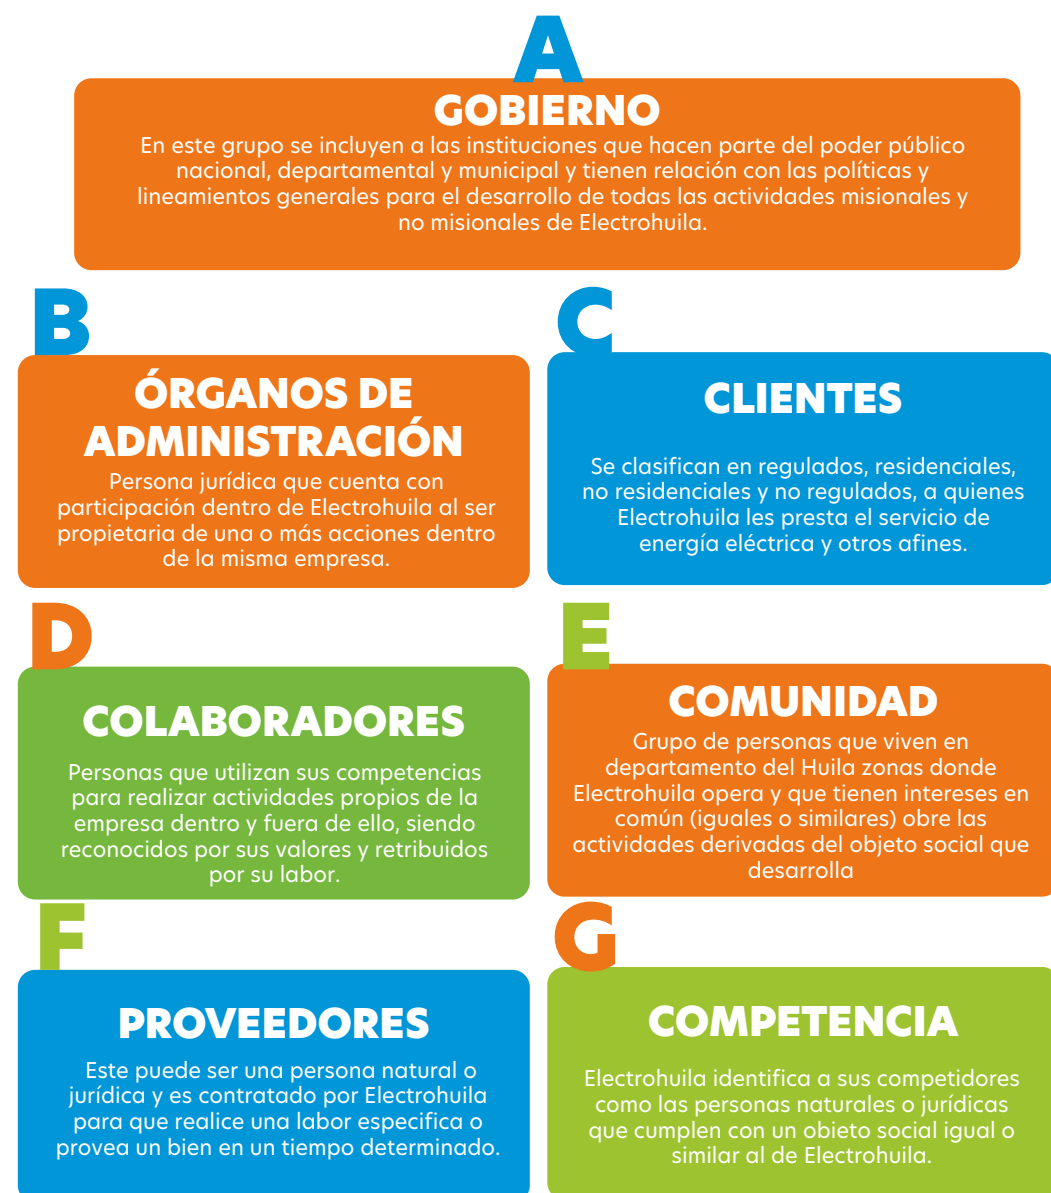 A
GOBIERNO
En este grupo se incluyen a las instituciones que hacen parte del poder público
nacional, departamental y municipal y tienen relación con las políticas y
lineamientos generales para el desarrollo de todas las actividades misionales y
no misionales de Electrohuila.
B
ÓRGANOS DE
ADMINISTRACIÓN
Persona jurídica que cuenta con
participación dentro de Electrohuila al ser
propietaria de una o más acciones dentro
de la misma empresa.
C
CLIENTES
Se clasifican en regulados, residenciales,
no residenciales y no regulados, a quienes
Electrohuila les presta el servicio de
energía eléctrica y otros afines.
D
COLABORADORES
Personas que utilizan sus competencias
para realizar actividades propios de la
empresa dentro y fuera de ello, siendo
reconocidos por sus valores y retribuidos
por su labor.
E
COMUNIDAD
Grupo de personas que viven en
departamento del Huila zonas donde
Electrohuila opera y que tienen intereses en
común (iguales o similares) obre las
actividades derivadas del objeto social que
desarrolla
F
PROVEEDORES
Este puede ser una persona natural o
jurídica y es contratado por Electrohuila
para que realice una labor especifica o
provea un bien en un tiempo determinado.
G
COMPETENCIA
Electrohuila identifica a sus competidores
como las personas naturales o jurídicas
que cumplen con un objeto social igual o
similar al de Electrohuila.